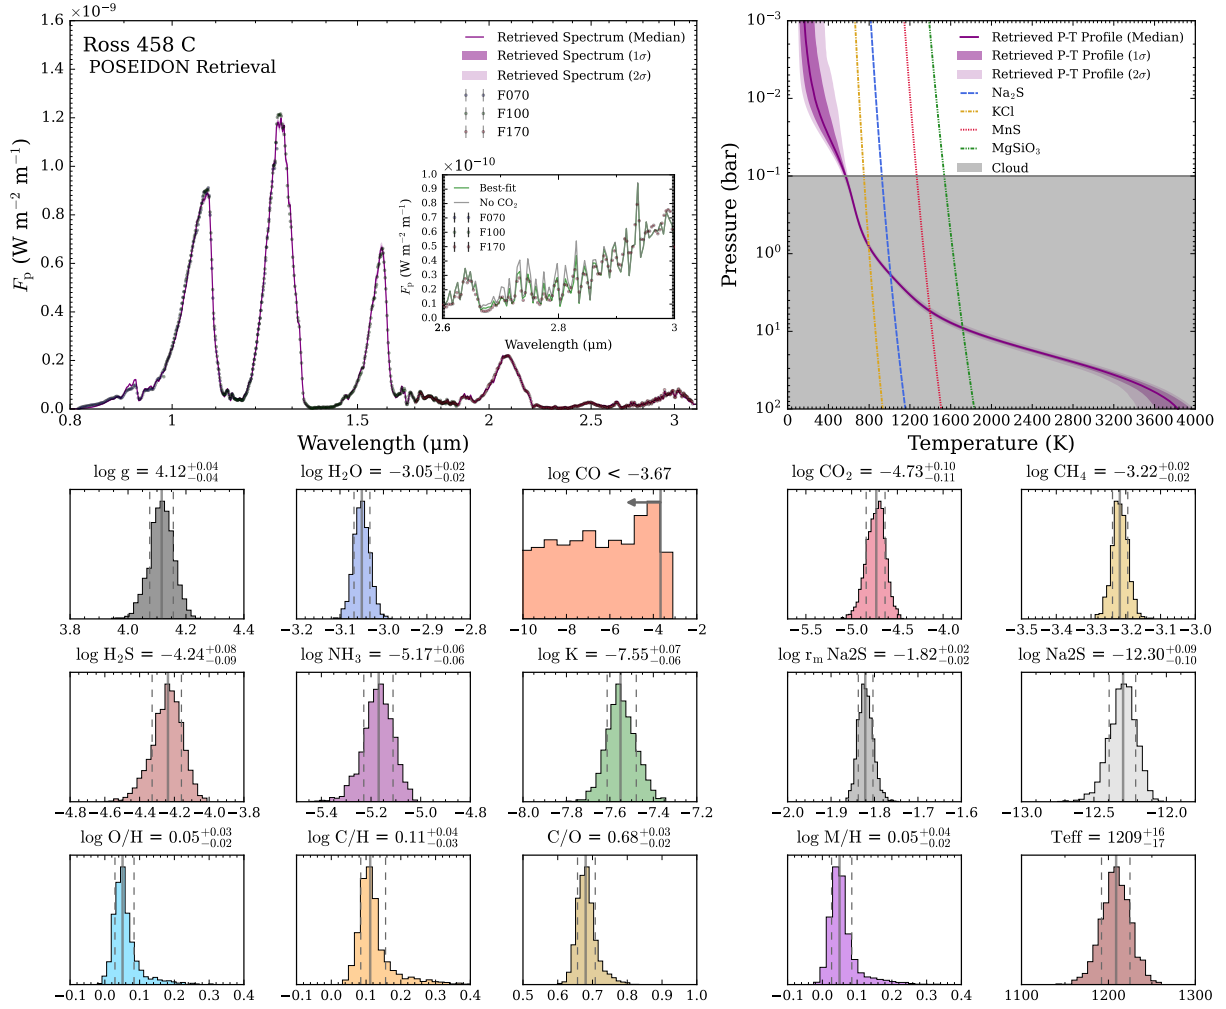 Ross 458 C
POSEIDON Retrieval
Retrieved Spectrum (Median)
Retrieved Spectrum (1σ)
Retrieved Spectrum (2σ)
F070
F100
F170
×10⁻⁹
1.6
1.4
1.2
1.0
0.8
0.6
0.4
0.2
0.0
Fₚ (W m⁻² m⁻¹)
0.8
1
1.5
2
2.5
3
Wavelength (μm)
×10⁻¹⁰
1.0
0.9
0.8
0.7
0.6
0.5
0.4
0.3
0.2
0.1
0.0
Fₚ (W m⁻² m⁻¹)
Best-fit
No CO₂
F070
F100
F170
2.6
2.8
3
Wavelength (μm)
Retrieved P-T Profile (Median)
Retrieved P-T Profile (1σ)
Retrieved P-T Profile (2σ)
Na₂S
KCl
MnS
MgSiO₃
Cloud
10⁻³
10⁻²
10⁻¹
10⁰
10¹
10²
Pressure (bar)
0
400
800
1200
1600
2000
2400
2800
3200
3600
4000
Temperature (K)
log g = 4.12⁺⁰·⁰⁴₋₀.₀₄
3.8 4.0 4.2 4.4
log H₂O = −3.05⁺⁰·⁰²₋₀.₀₂
−3.2 −3.1 −3.0 −2.9 −2.8
log CO < −3.67
−10 −8 −6 −4 −2
log CO₂ = −4.73⁺⁰·¹⁰₋₀.₁₁
−5.5 −5.0 −4.5 −4.0
log CH₄ = −3.22⁺⁰·⁰²₋₀.₀₂
−3.5 −3.4 −3.3 −3.2 −3.1 −3.0
log H₂S = −4.24⁺⁰·⁰⁸₋₀.₀₉
−4.8 −4.6 −4.4 −4.2 −4.0 −3.8
log NH₃ = −5.17⁺⁰·⁰⁶₋₀.₀₆
−5.4 −5.2 −5.0 −4.8
log K = −7.55⁺⁰·⁰⁷₋₀.₀₆
−8.0 −7.8 −7.6 −7.4 −7.2
log rₘ Na2S = −1.82⁺⁰·⁰²₋₀.₀₂
−2.0 −1.9 −1.8 −1.7 −1.6
log Na2S = −12.30⁺⁰·⁰⁹₋₀.₁₀
−13.0 −12.5 −12.0
log O/H = 0.05⁺⁰·⁰³₋₀.₀₂
−0.1 0.0 0.1 0.2 0.3 0.4
log C/H = 0.11⁺⁰·⁰⁴₋₀.₀₃
−0.1 0.0 0.1 0.2 0.3 0.4
C/O = 0.68⁺⁰·⁰³₋₀.₀₂
0.5 0.6 0.7 0.8 0.9 1.0
log M/H = 0.05⁺⁰·⁰⁴₋₀.₀₂
−0.1 0.0 0.1 0.2 0.3 0.4
Teff = 1209⁺¹⁶₋₁₇
1100 1200 1300